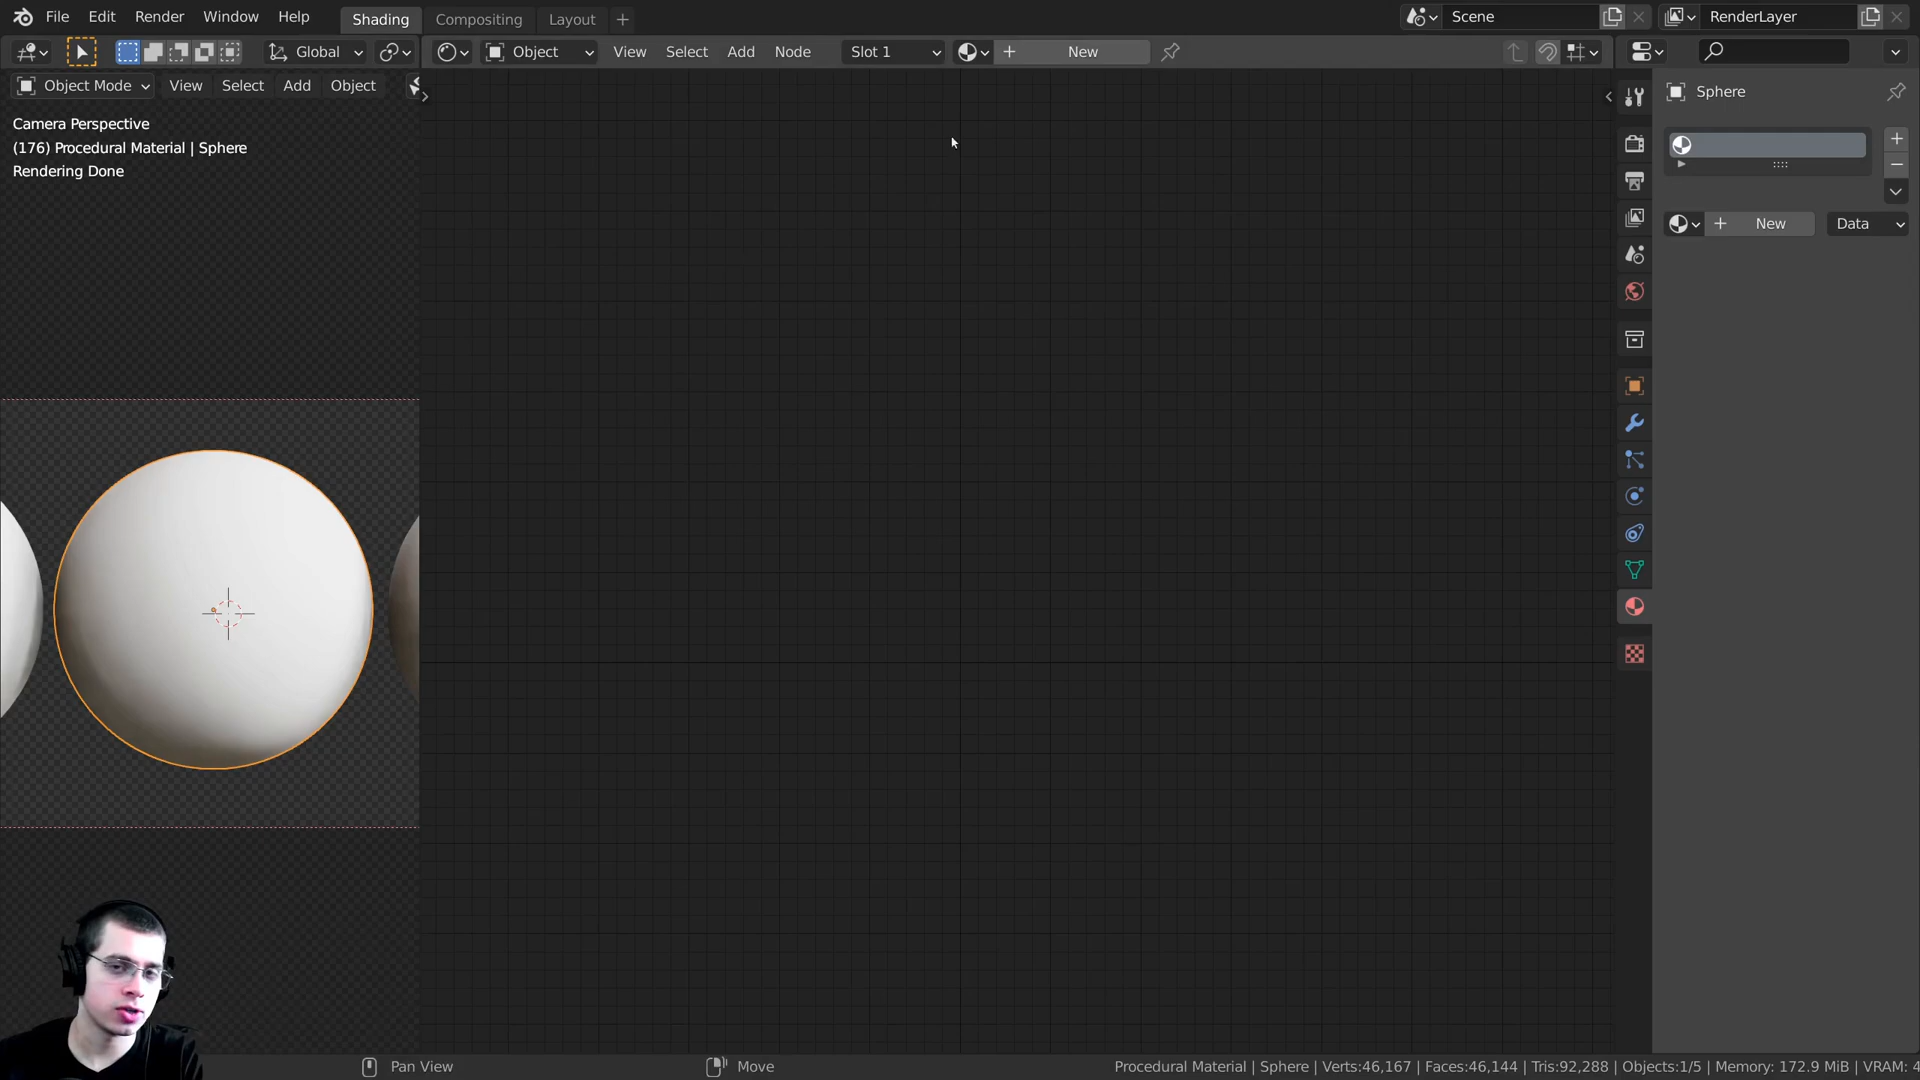 File Edit Render Window Help Shading Compositing Layout + Scene RenderLayer
Global Object View Select Add Node Slot 1 New
Object Mode View Select Add Object
Sphere
Camera Perspective
(176) Procedural Material | Sphere
Rendering Done
New Data
Pan View Move Procedural Material | Sphere | Verts:46,167 | Faces:46,144 | Tris:92,288 | Objects:1/5 | Memory: 172.9 MiB | VRAM: 4